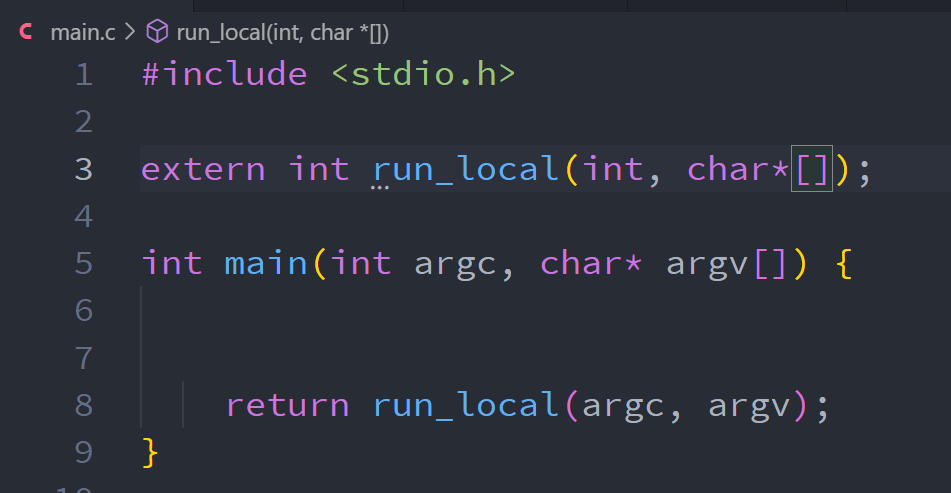 C main.c > run_local(int, char *[])
1 #include <stdio.h>
2
3 extern int run_local(int, char*[]);
4
5 int main(int argc, char* argv[]) {
6
7
8 return run_local(argc, argv);
9 }
10